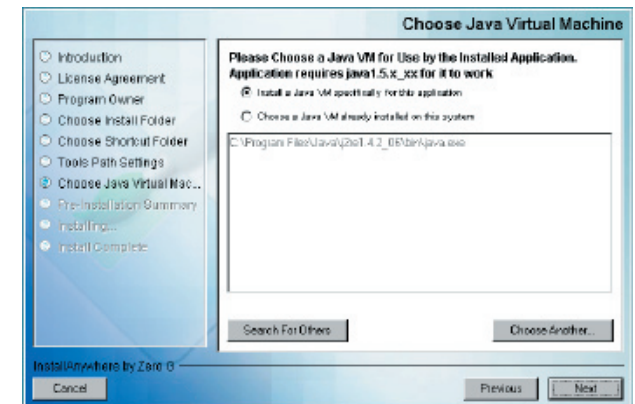 Choose Java Virtual Machine
Introduction
License Agreement
Program Owner
Choose Install Folder
Choose Shortcut Folder
Tools Path Settings
Choose Java Virtual Mac...
Pre-Installation Summary
Installing...
Install Complete
Please Choose a Java VM for Use by the Installed Application.
Application requires java1.5.x_xx for it to work
Install a Java VM specifically for this application
Choose a Java VM already installed on this system
C:\Program Files\Java\j2re1.4.2_06\bin\java.exe
Search For Others
Choose Another...
InstallAnywhere by Zero G
Cancel
Previous
Next